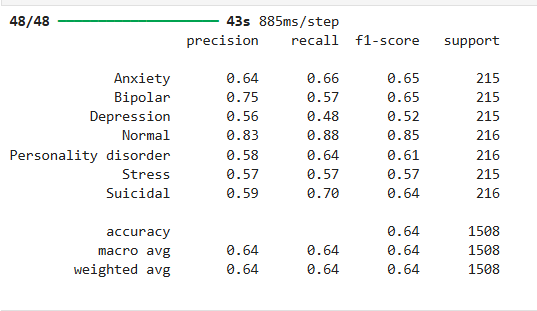 48/48 ━━━━━━━━━━━━━━━━━━━━ 43s 885ms/step
precision recall f1-score support
Anxiety 0.64 0.66 0.65 215
Bipolar 0.75 0.57 0.65 215
Depression 0.56 0.48 0.52 215
Normal 0.83 0.88 0.85 216
Personality disorder 0.58 0.64 0.61 216
Stress 0.57 0.57 0.57 215
Suicidal 0.59 0.70 0.64 216
accuracy 0.64 1508
macro avg 0.64 0.64 0.64 1508
weighted avg 0.64 0.64 0.64 1508